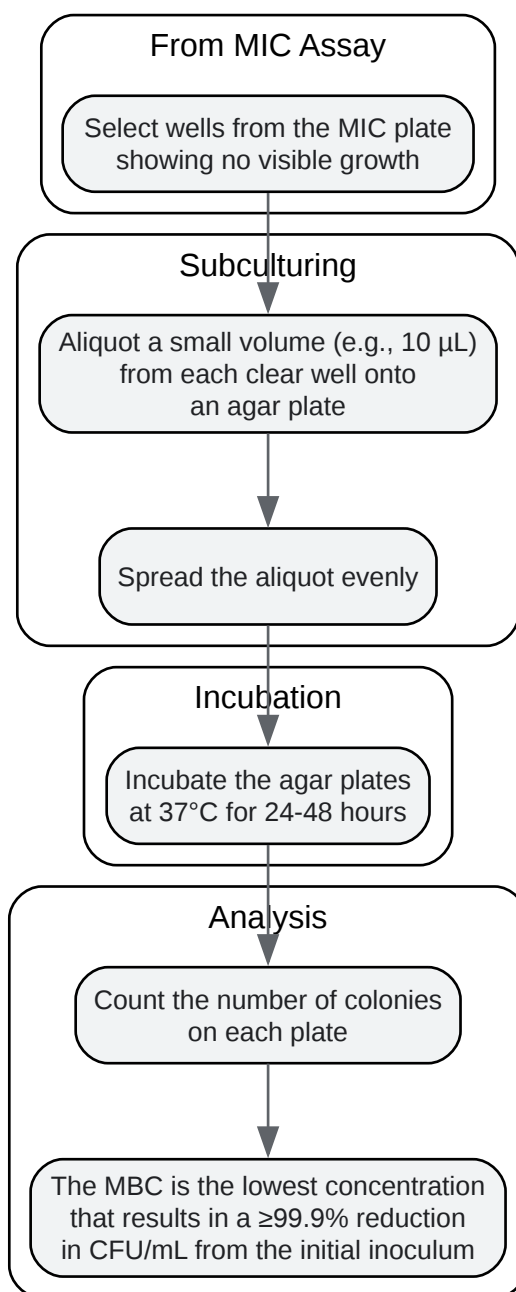 From MIC Assay
Select wells from the MIC plate
showing no visible growth
Subculturing
Aliquot a small volume (e.g., 10 µL)
from each clear well onto
an agar plate
Spread the aliquot evenly
Incubation
Incubate the agar plates
at 37°C for 24-48 hours
Analysis
Count the number of colonies
on each plate
The MBC is the lowest concentration
that results in a ≥99.9% reduction
in CFU/mL from the initial inoculum